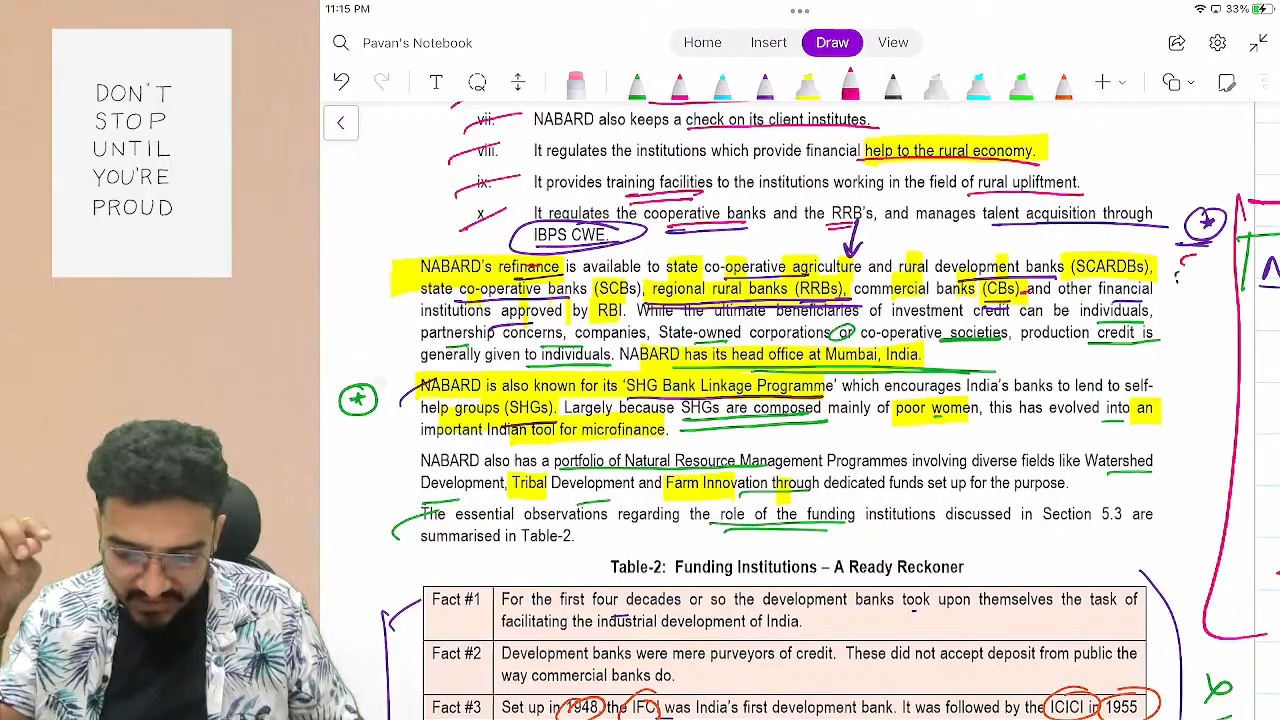 11:15 PM
33%
DON'T
STOP
UNTIL
YOU'RE
PROUD
Pavan's Notebook
Home
Insert
Draw
View
vii. NABARD also keeps a check on its client institutes.
viii. It regulates the institutions which provide financial help to the rural economy.
ix. It provides training facilities to the institutions working in the field of rural upliftment.
x. It regulates the cooperative banks and the RRB's, and manages talent acquisition through
IBPS CWE.
NABARD's refinance is available to state co-operative agriculture and rural development banks (SCARDBs),
state co-operative banks (SCBs), regional rural banks (RRBs), commercial banks (CBs) and other financial
institutions approved by RBI. While the ultimate beneficiaries of investment credit can be individuals,
partnership concerns, companies, State-owned corporations or co-operative societies, production credit is
generally given to individuals. NABARD has its head office at Mumbai, India.
NABARD is also known for its 'SHG Bank Linkage Programme' which encourages India's banks to lend to self-
help groups (SHGs). Largely because SHGs are composed mainly of poor women, this has evolved into an
important Indian tool for microfinance.
NABARD also has a portfolio of Natural Resource Management Programmes involving diverse fields like Watershed
Development, Tribal Development and Farm Innovation through dedicated funds set up for the purpose.
The essential observations regarding the role of the funding institutions discussed in Section 5.3 are
summarised in Table-2.
Table-2: Funding Institutions – A Ready Reckoner
Fact #1 For the first four decades or so the development banks took upon themselves the task of
facilitating the industrial development of India.
Fact #2 Development banks were mere purveyors of credit. These did not accept deposit from public the
way commercial banks do.
Fact #3 Set up in 1948, the IFCI was India's first development bank. It was followed by the ICICI in 1955